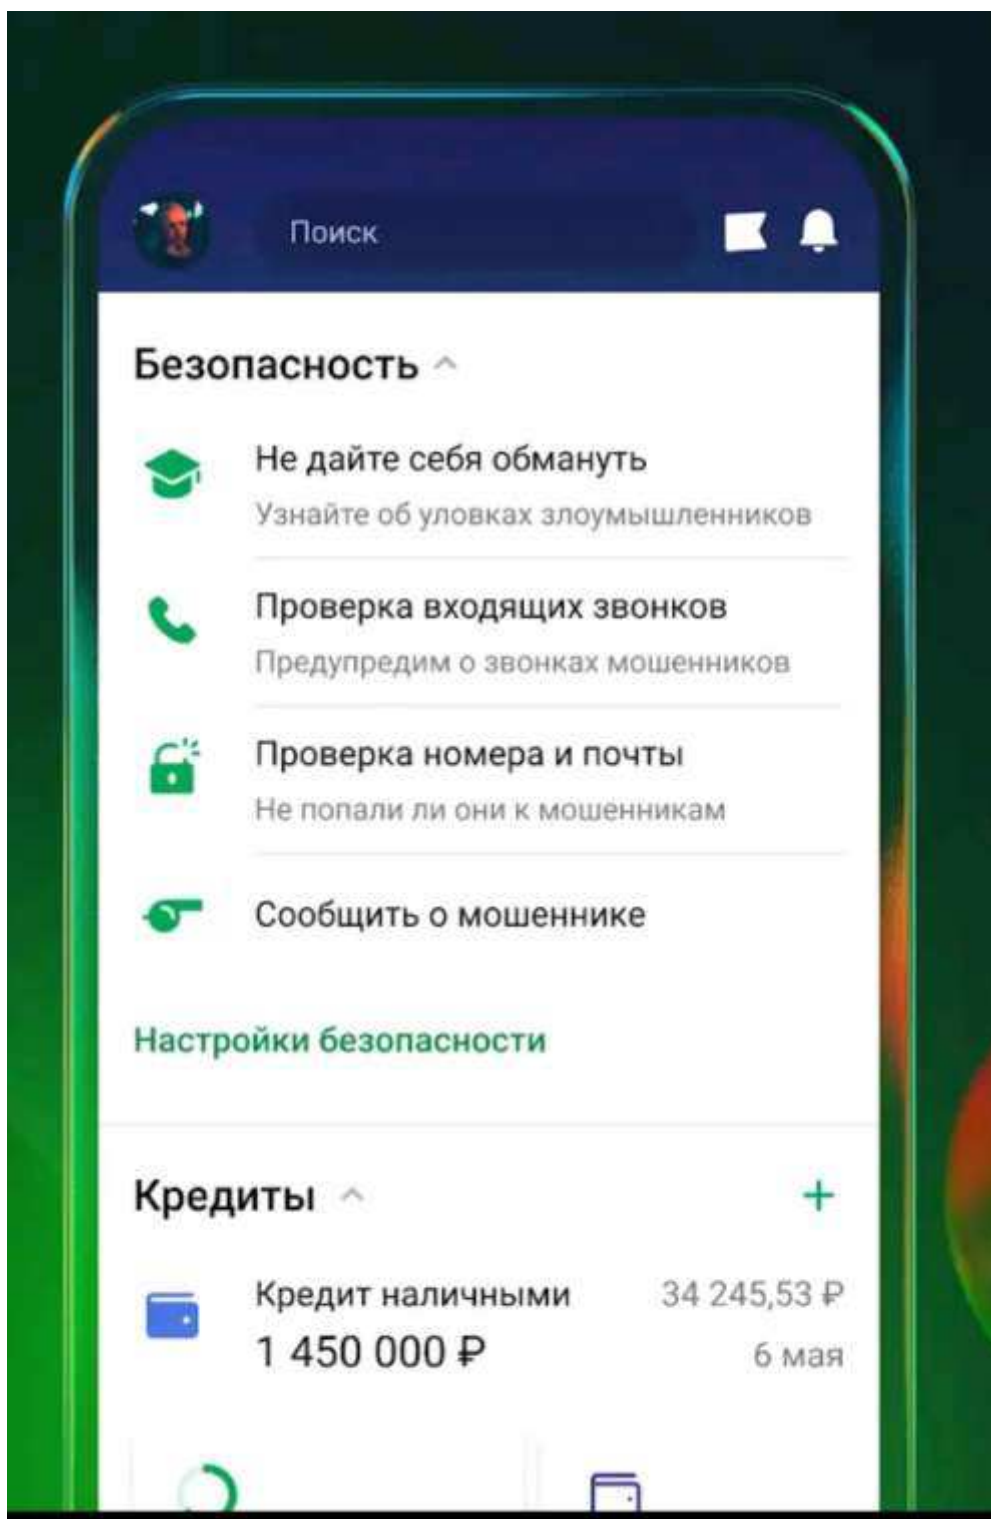 Поиск
Безопасность
Не дайте себя обмануть
Узнайте об уловках злоумышленников
Проверка входящих звонков
Предупредим о звонках мошенников
Проверка номера и почты
Не попали ли они к мошенникам
Сообщить о мошеннике
Настройки безопасности
Кредиты
Кредит наличными 34 245,53 ₽
1 450 000 ₽ 6 мая